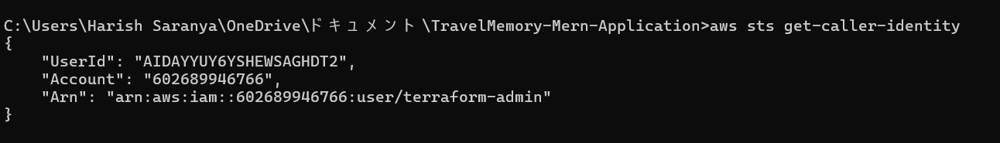 C:\Users\Harish Saranya\OneDrive\ドキュメント\TravelMemory-Mern-Application>aws sts get-caller-identity
{
    "UserId": "AIDAYYUY6YSHEWSAGHDT2",
    "Account": "602689946766",
    "Arn": "arn:aws:iam::602689946766:user/terraform-admin"
}